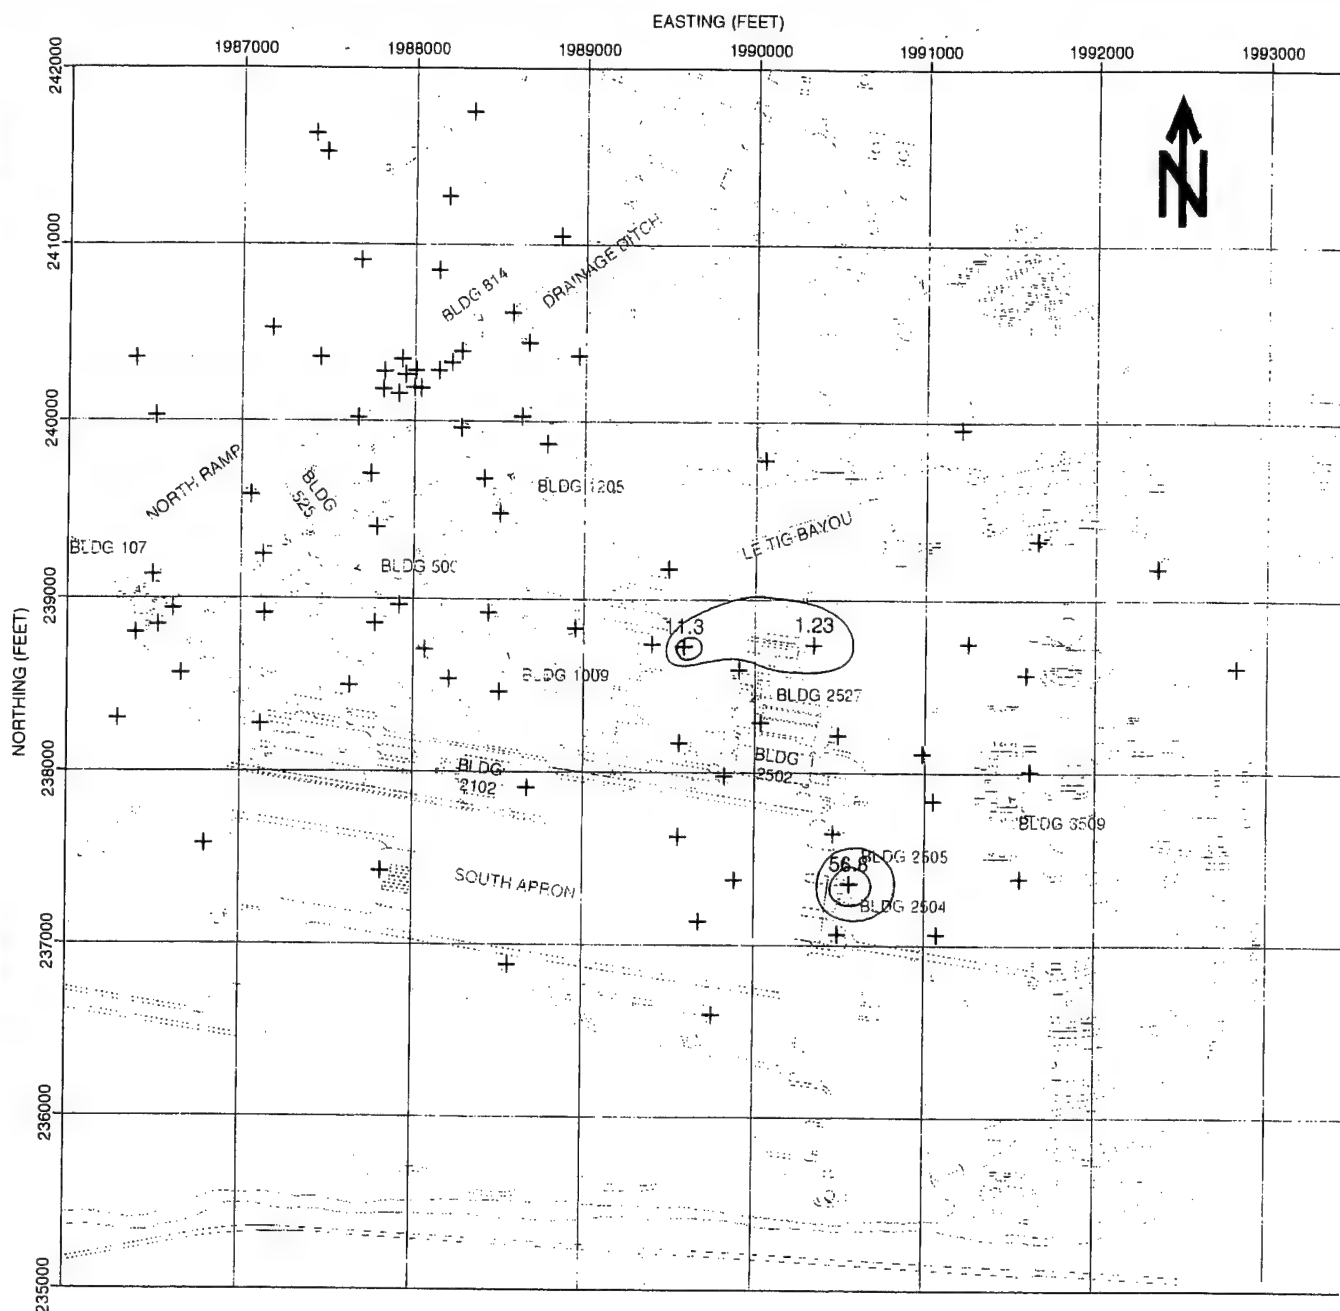 EASTING (FEET)
1987000 1988000 1989000 1990000 1991000 1992000 1993000
242000
N
241000
BLDG 814
DRAINAGE DITCH
240000
NORTH RAMP
BLDG
525
BLDG 1205
LE TIG BAYOU
BLDG 107
BLDG 509
239000
NORTHING (FEET)
11.3
1.23
BLDG 1009
BLDG 2527
238000
BLDG
2102
BLDG
2502
BLDG 3509
SOUTH APRON
56.8
BLDG 2505
BLDG 2504
237000
236000
235000